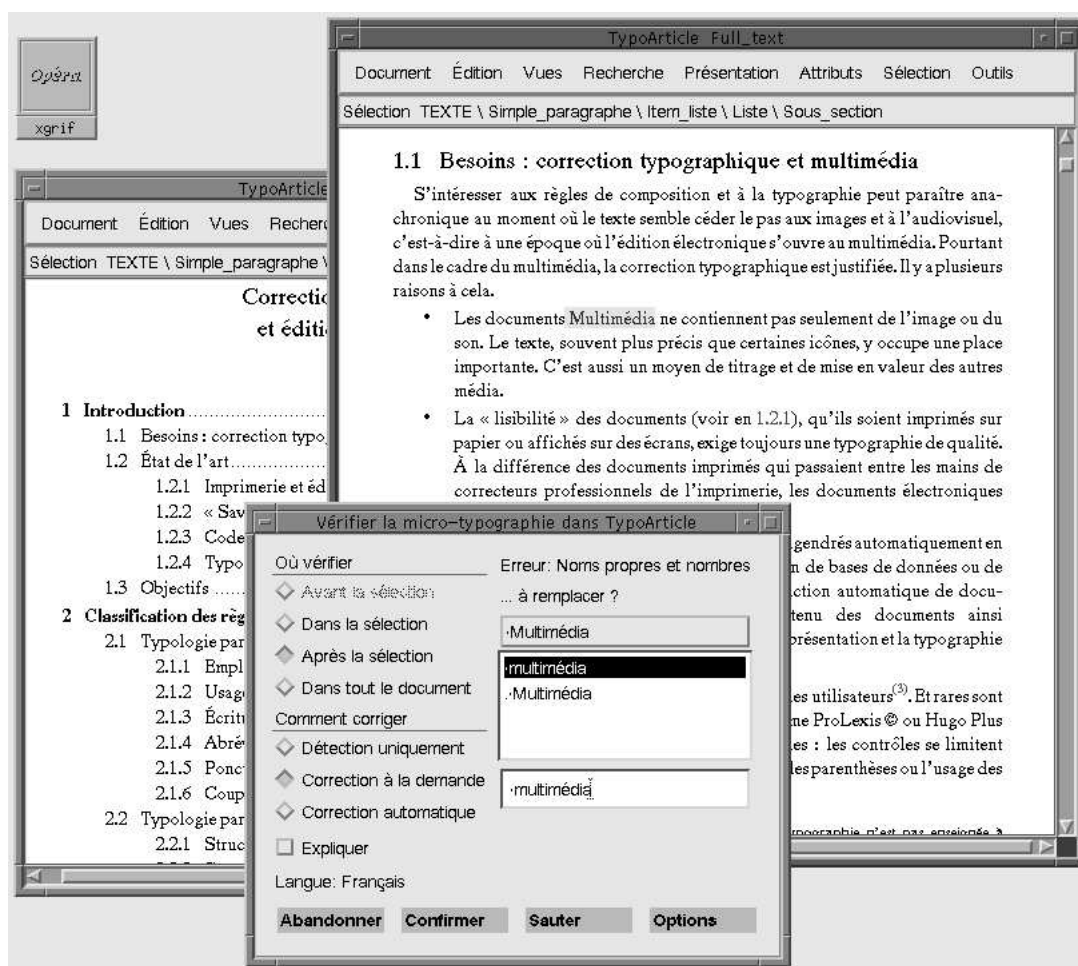 Opéra
xgrif
TypoArticle Full_text
Document Édition Vues Recherche Présentation Attributs Sélection Outils
Sélection TEXTE \ Simple_paragraphe \ Item_liste \ Liste \ Sous_section
1.1 Besoins : correction typographique et multimédia
S'intéresser aux règles de composition et à la typographie peut paraître ana-
chronique au moment où le texte semble céder le pas aux images et à l'audiovisuel,
c'est-à-dire à une époque où l'édition électronique s'ouvre au multimédia. Pourtant
dans le cadre du multimédia, la correction typographique est justifiée. Il y a plusieurs
raisons à cela.
• Les documents Multimédia ne contiennent pas seulement de l'image ou du
son. Le texte, souvent plus précis que certaines icônes, y occupe une place
importante. C'est aussi un moyen de titrage et de mise en valeur des autres
média.
• La « lisibilité » des documents (voir en 1.2.1), qu'ils soient imprimés sur
papier ou affichés sur des écrans, exige toujours une typographie de qualité.
À la différence des documents imprimés qui passaient entre les mains de
correcteurs professionnels de l'imprimerie, les documents électroniques
gendrés automatiquement en
n de bases de données ou de
ction automatique de docu-
tenu des documents ainsi
présentation et la typographie
es utilisateurs(3). Et rares sont
ne ProLexis © ou Hugo Plus
es : les contrôles se limitent
les parenthèses ou l'usage des
typographie n'est pas enseignée à
TypoArticle
Document Édition Vues Recher
Sélection TEXTE \ Simple_paragraphe \
Correctio
et éditi
1 Introduction
1.1 Besoins : correction typo
1.2 État de l'art
1.2.1 Imprimerie et éd
1.2.2 « Sav
1.2.3 Code
1.2.4 Typo
1.3 Objectifs
2 Classification des règ
2.1 Typologie par
2.1.1 Empl
2.1.2 Usag
2.1.3 Écritu
2.1.4 Abré
2.1.5 Ponc
2.1.6 Coup
2.2 Typologie par
2.2.1 Struc
Vérifier la micro-typographie dans TypoArticle
Où vérifier
Avant la sélection
Dans la sélection
Après la sélection
Dans tout le document
Comment corriger
Détection uniquement
Correction à la demande
Correction automatique
Expliquer
Langue: Français
Erreur: Noms propres et nombres
... à remplacer ?
·Multimédia
·multimédia
.·Multimédia
·multimédia
Abandonner Confirmer Sauter Options